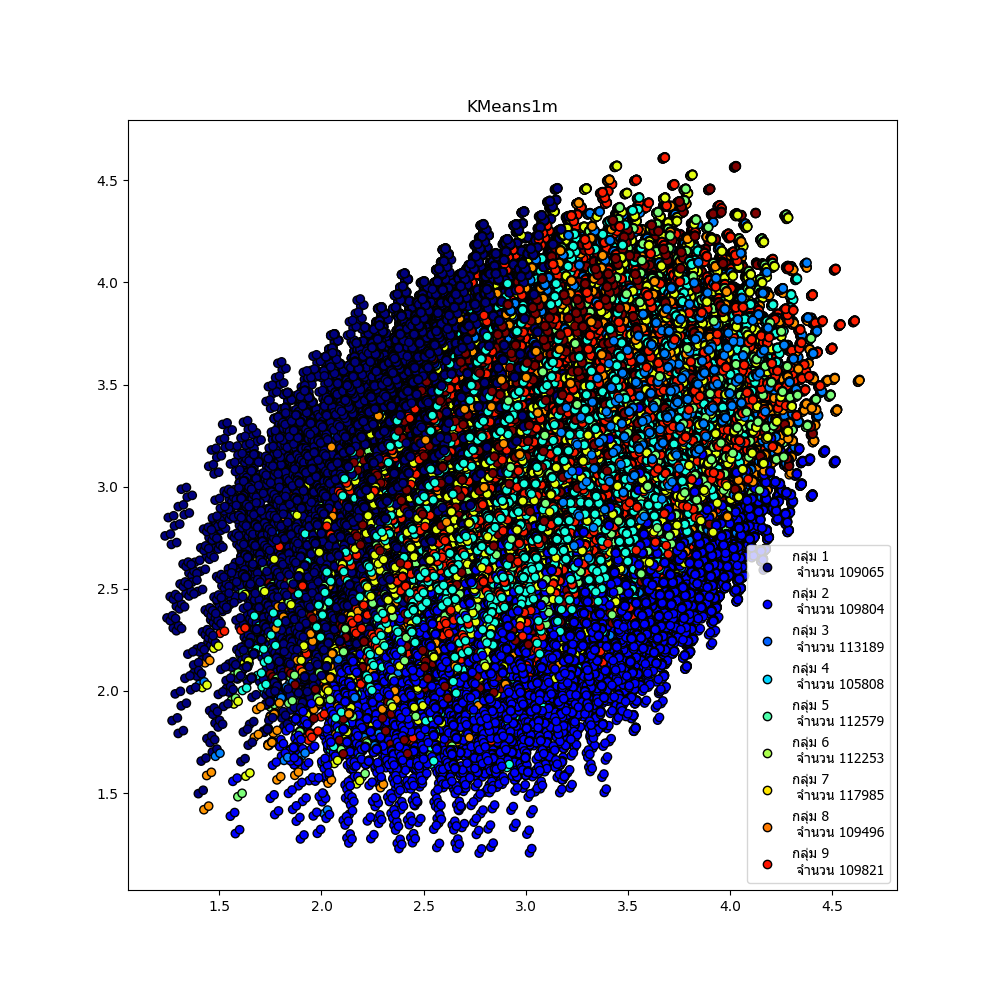 KMeans1m
4.5
4.0
3.5
3.0
2.5
2.0
1.5
1.5
2.0
2.5
3.0
3.5
4.0
4.5
กลุ่ม 1
จำนวน 109065
กลุ่ม 2
จำนวน 109804
กลุ่ม 3
จำนวน 113189
กลุ่ม 4
จำนวน 105808
กลุ่ม 5
จำนวน 112579
กลุ่ม 6
จำนวน 112253
กลุ่ม 7
จำนวน 117985
กลุ่ม 8
จำนวน 109496
กลุ่ม 9
จำนวน 109821